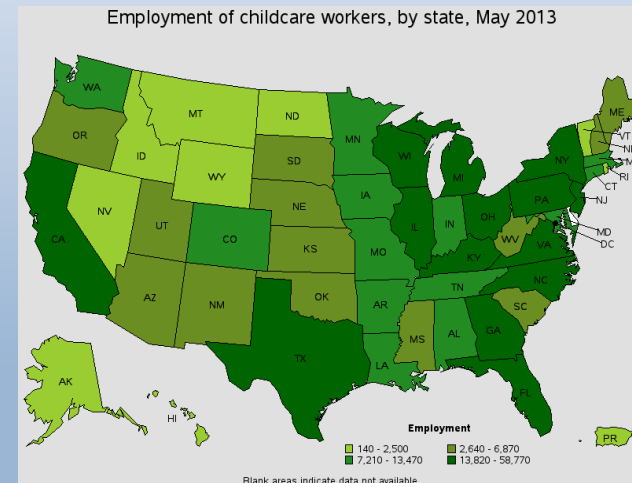 Employment of childcare workers, by state, May 2013
WA
MT
ND
MN
ME
OR
ID
SD
WI
MI
NY
VT
WY
IA
NE
PA
RI
CT
NJ
NV
UT
CO
IL
IN
OH
MD
DC
CA
KS
MO
KY
WV
VA
AZ
NM
OK
AR
TN
NC
SC
MS
AL
GA
TX
LA
FL
AK
HI
PR
Employment
140 - 2,500
2,640 - 6,870
7,210 - 13,470
13,820 - 58,770
Blank areas indicate data not available